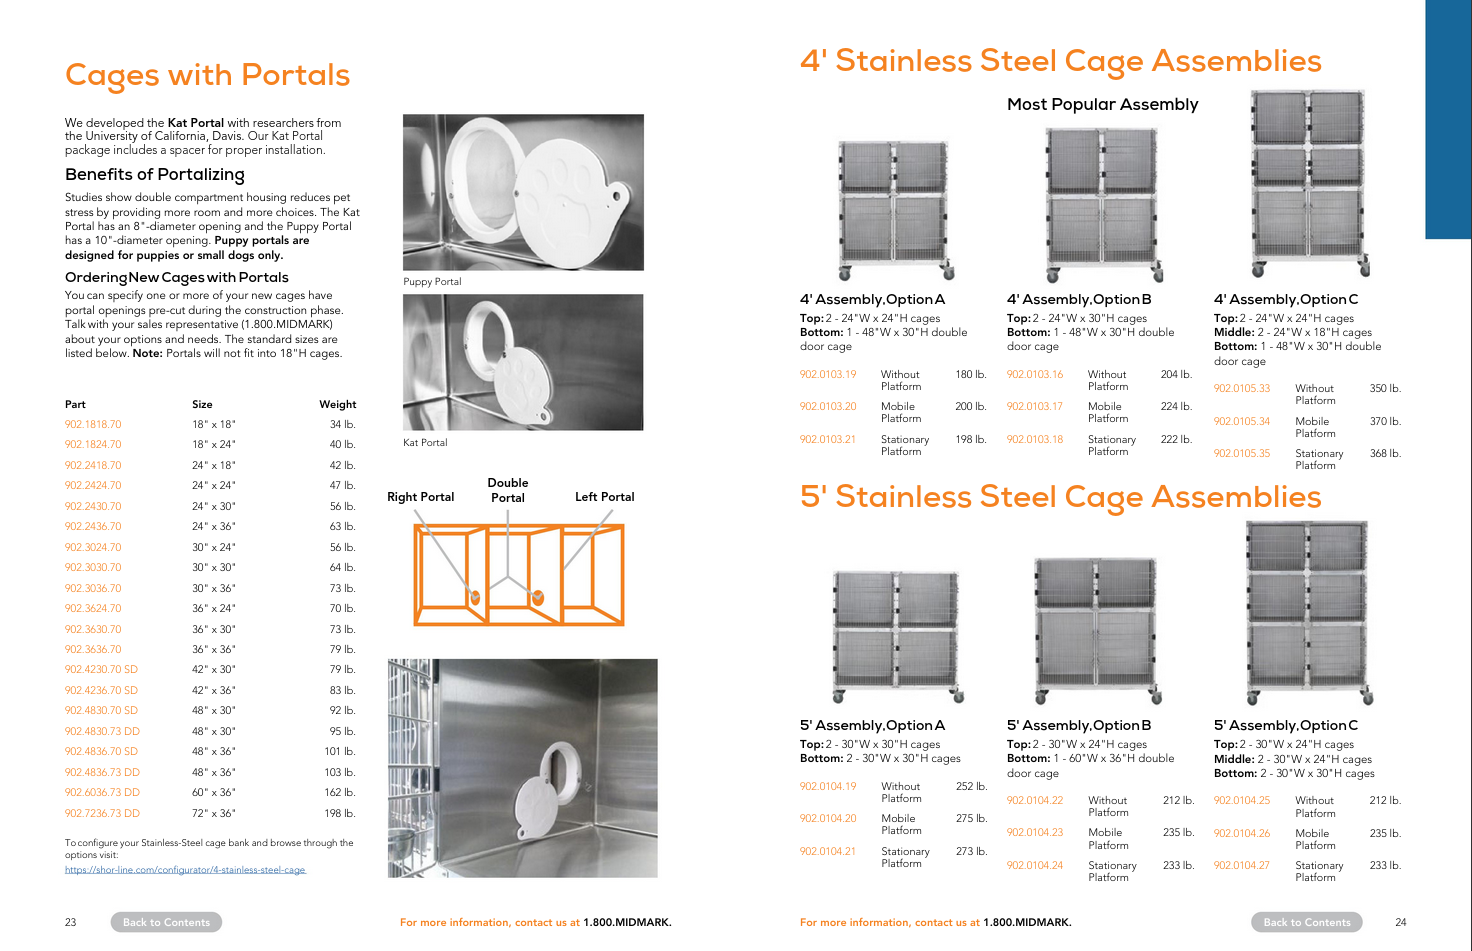 Cages with Portals
We developed the Kat Portal with researchers from
the University of California, Davis. Our Kat Portal
package includes a spacer for proper installation.
Benefits of Portalizing
Studies show double compartment housing reduces pet
stress by providing more room and more choices. The Kat
Portal has an 8"-diameter opening and the Puppy Portal
has a 10"-diameter opening. Puppy portals are
designed for puppies or small dogs only.
Ordering New Cages with Portals
You can specify one or more of your new cages have
portal openings pre-cut during the construction phase.
Talk with your sales representative (1.800.MIDMARK)
about your options and needs. The standard sizes are
listed below. Note: Portals will not fit into 18"H cages.
Part Size Weight
902.1818.70 18" x 18" 34 lb.
902.1824.70 18" x 24" 40 lb.
902.2418.70 24" x 18" 42 lb.
902.2424.70 24" x 24" 47 lb.
902.2430.70 24" x 30" 56 lb.
902.2436.70 24" x 36" 63 lb.
902.3024.70 30" x 24" 56 lb.
902.3030.70 30" x 30" 64 lb.
902.3036.70 30" x 36" 73 lb.
902.3624.70 36" x 24" 70 lb.
902.3630.70 36" x 30" 73 lb.
902.3636.70 36" x 36" 79 lb.
902.4230.70 SD 42" x 30" 79 lb.
902.4236.70 SD 42" x 36" 83 lb.
902.4830.70 SD 48" x 30" 92 lb.
902.4830.73 DD 48" x 30" 95 lb.
902.4836.70 SD 48" x 36" 101 lb.
902.4836.73 DD 48" x 36" 103 lb.
902.6036.73 DD 60" x 36" 162 lb.
902.7236.73 DD 72" x 36" 198 lb.
To configure your Stainless-Steel cage bank and browse through the
options visit:
https://shor-line.com/configurator/4-stainless-steel-cage
Puppy Portal
Kat Portal
Right Portal
Double
Portal
Left Portal
23
Back to Contents
For more information, contact us at 1.800.MIDMARK.
4' Stainless Steel Cage Assemblies
Most Popular Assembly
4' Assembly, Option A
Top: 2 - 24"W x 24"H cages
Bottom: 1 - 48"W x 30"H double
door cage
902.0103.19 Without 180 lb.
Platform
902.0103.20 Mobile 200 lb.
Platform
902.0103.21 Stationary 198 lb.
Platform
4' Assembly, Option B
Top: 2 - 24"W x 30"H cages
Bottom: 1 - 48"W x 30"H double
door cage
902.0103.16 Without 204 lb.
Platform
902.0103.17 Mobile 224 lb.
Platform
902.0103.18 Stationary 222 lb.
Platform
4' Assembly, Option C
Top: 2 - 24"W x 24"H cages
Middle: 2 - 24"W x 18"H cages
Bottom: 1 - 48"W x 30"H double
door cage
902.0105.33 Without 350 lb.
Platform
902.0105.34 Mobile 370 lb.
Platform
902.0105.35 Stationary 368 lb.
Platform
5' Stainless Steel Cage Assemblies
5' Assembly, Option A
Top: 2 - 30"W x 30"H cages
Bottom: 2 - 30"W x 30"H cages
902.0104.19 Without 252 lb.
Platform
902.0104.20 Mobile 275 lb.
Platform
902.0104.21 Stationary 273 lb.
Platform
5' Assembly, Option B
Top: 2 - 30"W x 24"H cages
Bottom: 1 - 60"W x 36"H double
door cage
902.0104.22 Without 212 lb.
Platform
902.0104.23 Mobile 235 lb.
Platform
902.0104.24 Stationary 233 lb.
Platform
5' Assembly, Option C
Top: 2 - 30"W x 24"H cages
Middle: 2 - 30"W x 24"H cages
Bottom: 2 - 30"W x 30"H cages
902.0104.25 Without 212 lb.
Platform
902.0104.26 Mobile 235 lb.
Platform
902.0104.27 Stationary 233 lb.
Platform
For more information, contact us at 1.800.MIDMARK.
Back to Contents
24